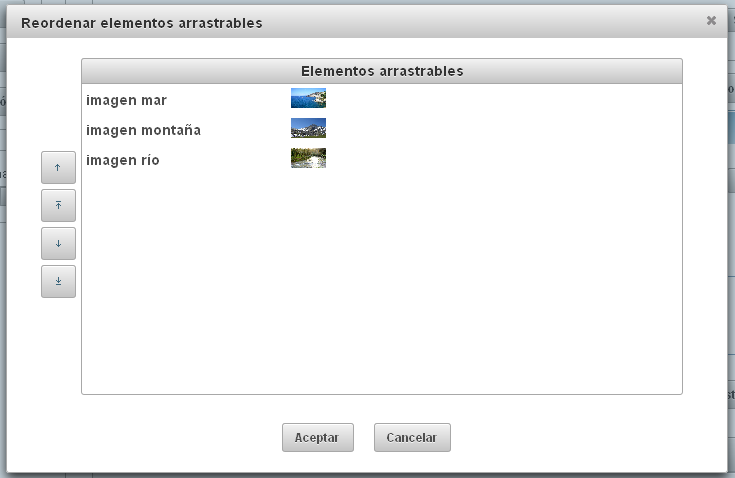 Reordenar elementos arrastrables
Elementos arrastrables
imagen mar
imagen montaña
imagen río
Aceptar
Cancelar